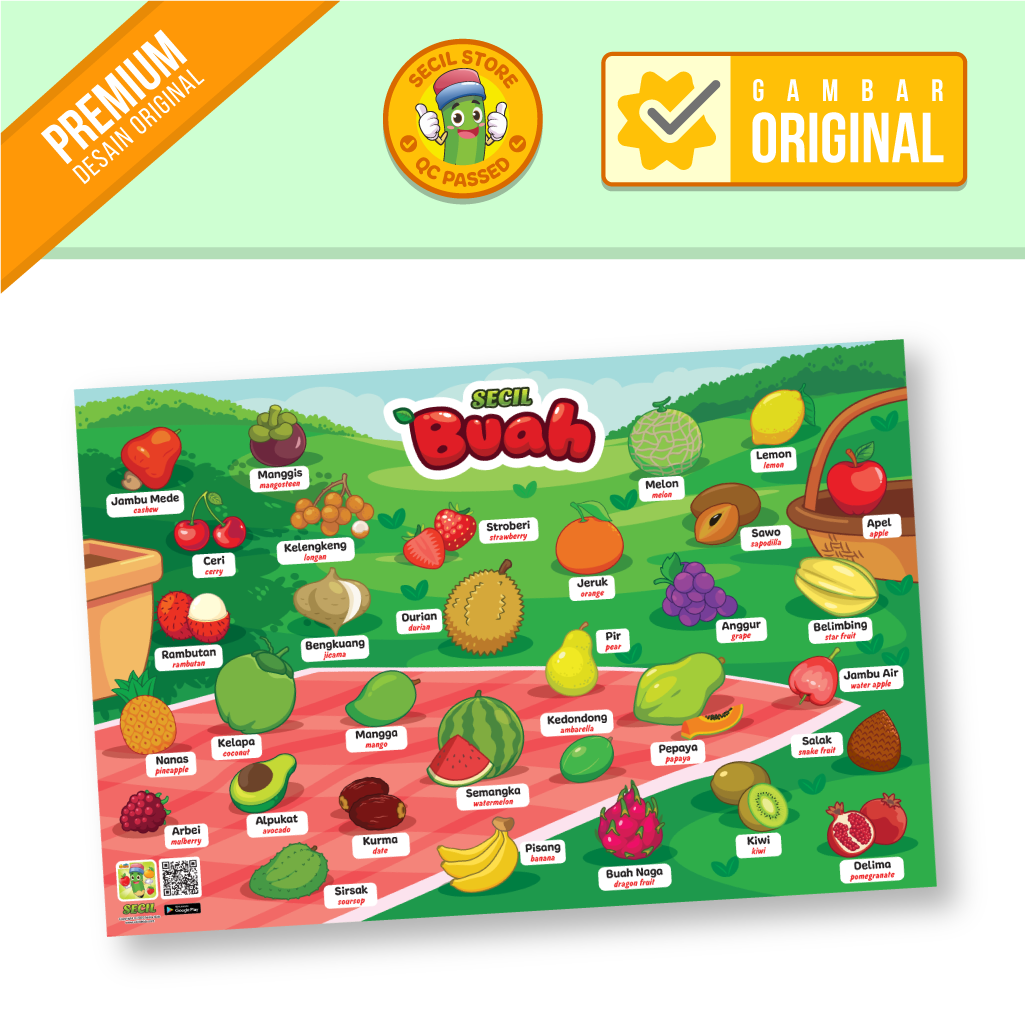 PREMIUM
DESAIN ORIGINAL
SECIL STORE
QC PASSED
GAMBAR
ORIGINAL
SECIL
Buah
Jambu Mede
cashew
Manggis
mangosteen
Melon
melon
Lemon
lemon
Apel
apple
Ceri
cerry
Kelengkeng
longan
Stroberi
strawberry
Jeruk
orange
Sawo
sapodilla
Rambutan
rambutan
Bengkuang
jicama
Durian
durian
Pir
pear
Anggur
grape
Belimbing
star fruit
Nanas
pineapple
Kelapa
coconut
Mangga
mango
Semangka
watermelon
Kedondong
ambarella
Pepaya
papaya
Jambu Air
water apple
Salak
snake fruit
Arbei
mulberry
Alpukat
avocado
Kurma
date
Sirsak
soursop
Pisang
banana
Buah Naga
dragon fruit
Kiwi
kiwi
Delima
pomegranate
SECIL
Google Play